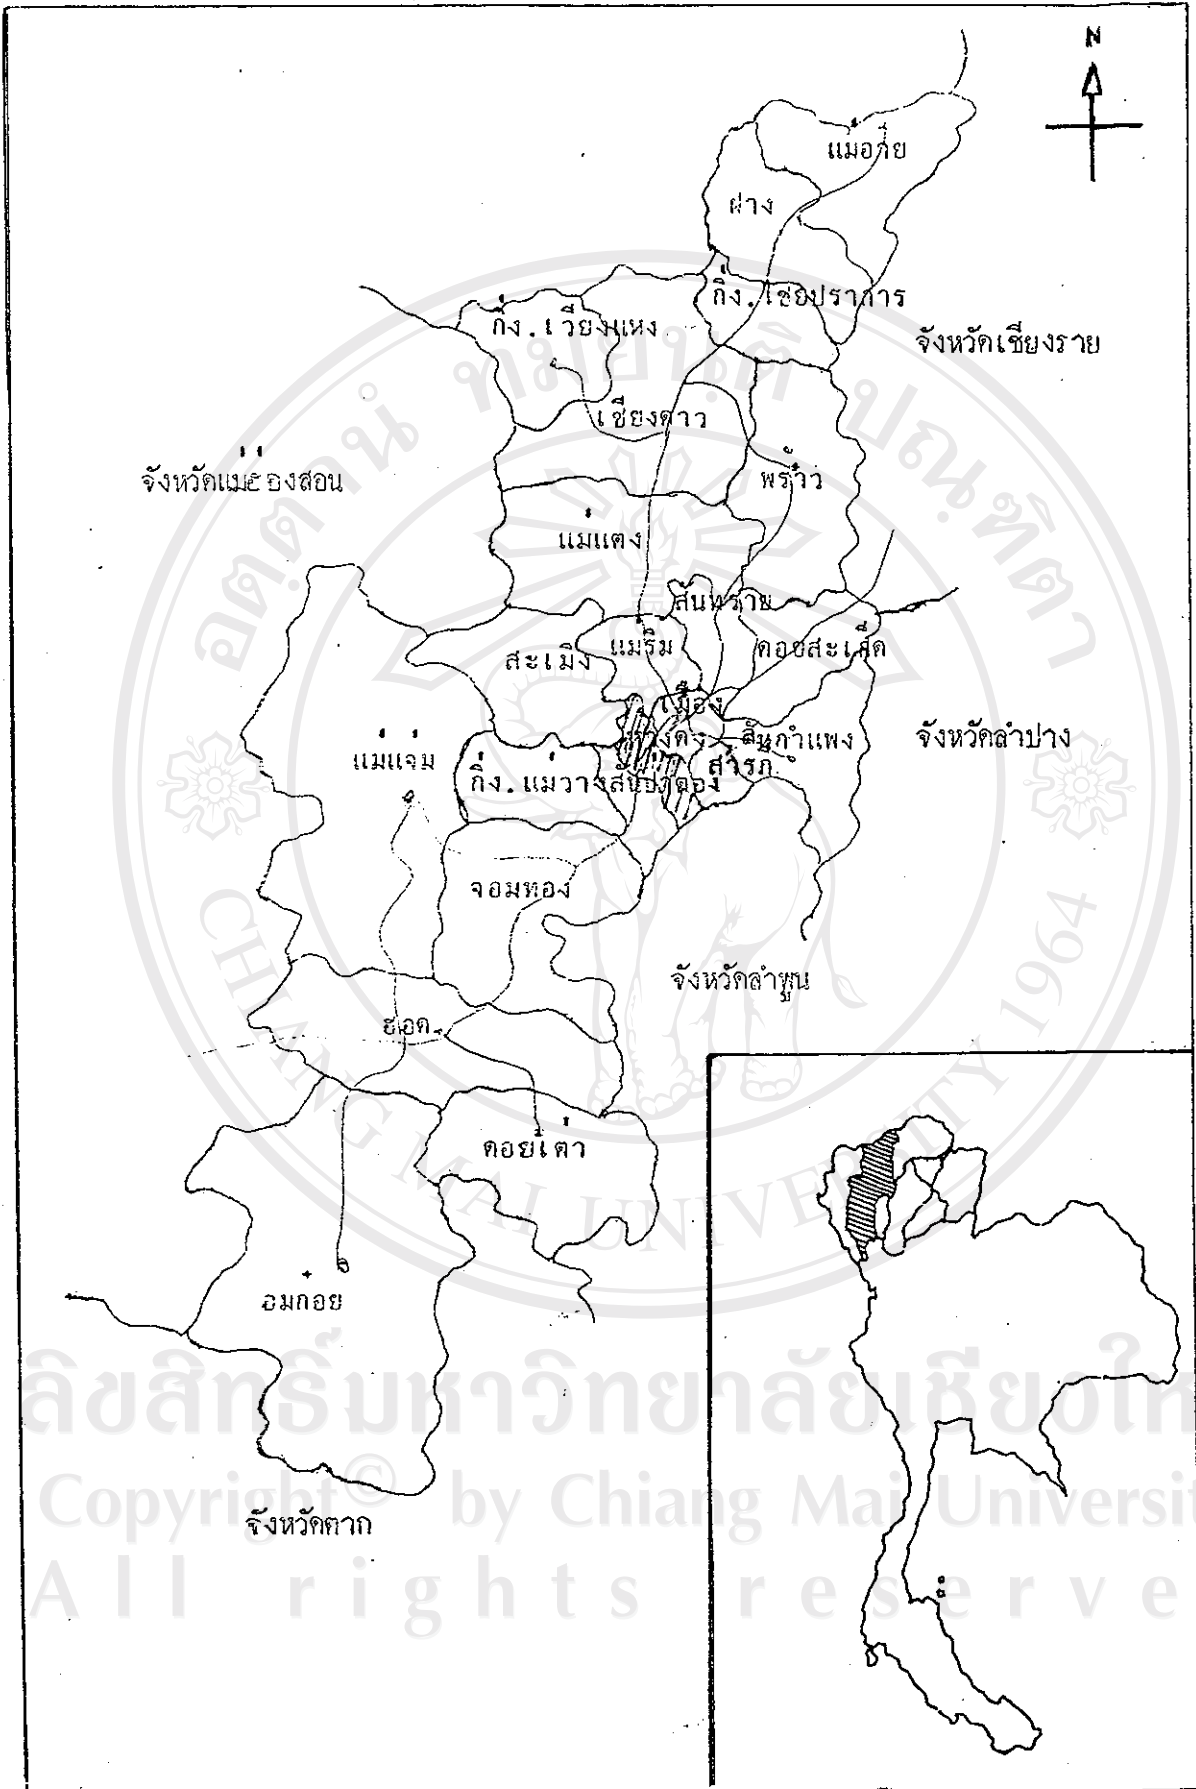 N
แม่อาย
ฝาง
กิ่ง.ไชยปราการ
กิ่ง.เวียงแหง
จังหวัดเชียงราย
เชียงดาว
จังหวัดแม่ฮ่องสอน
พร้าว
แม่แตง
สันทราย
แมริม
ดอยสะเก็ด
สะเมิง
เมือง
หางดง
สันกำแพง
จังหวัดลำปาง
แม่แจ่ม
สารภี
กิ่ง.แม่วาง
สันป่าตอง
จอมทอง
จังหวัดลำพูน
ฮอด
ดอยเต่า
อมก๋อย
จังหวัดตาก
CHIANG MAI UNIVERSITY 1964
ลิขสิทธิ์มหาวิทยาลัยเชียงให
Copyright© by Chiang Mai Universit
All rights reserve